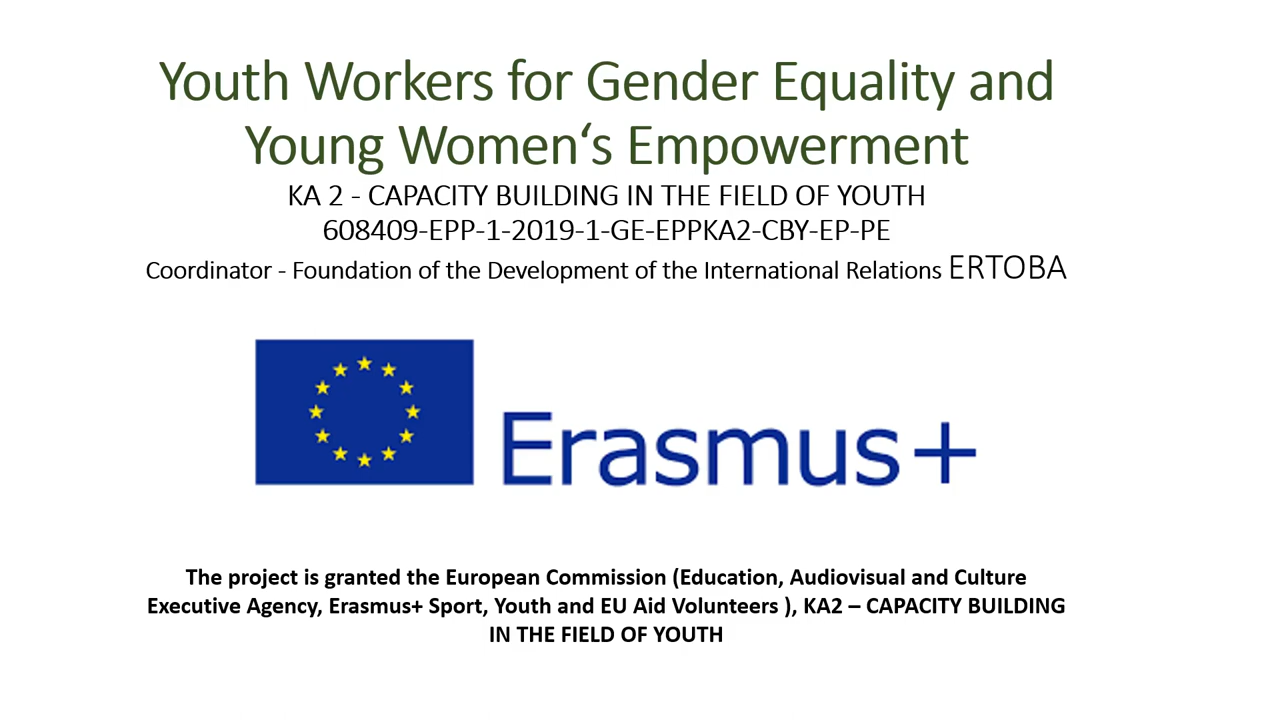 Youth Workers for Gender Equality and
Young Women‘s Empowerment
KA 2 - CAPACITY BUILDING IN THE FIELD OF YOUTH
608409-EPP-1-2019-1-GE-EPPKA2-CBY-EP-PE
Coordinator - Foundation of the Development of the International Relations ERTOBA
Erasmus+
The project is granted the European Commission (Education, Audiovisual and Culture
Executive Agency, Erasmus+ Sport, Youth and EU Aid Volunteers ), KA2 – CAPACITY BUILDING
IN THE FIELD OF YOUTH